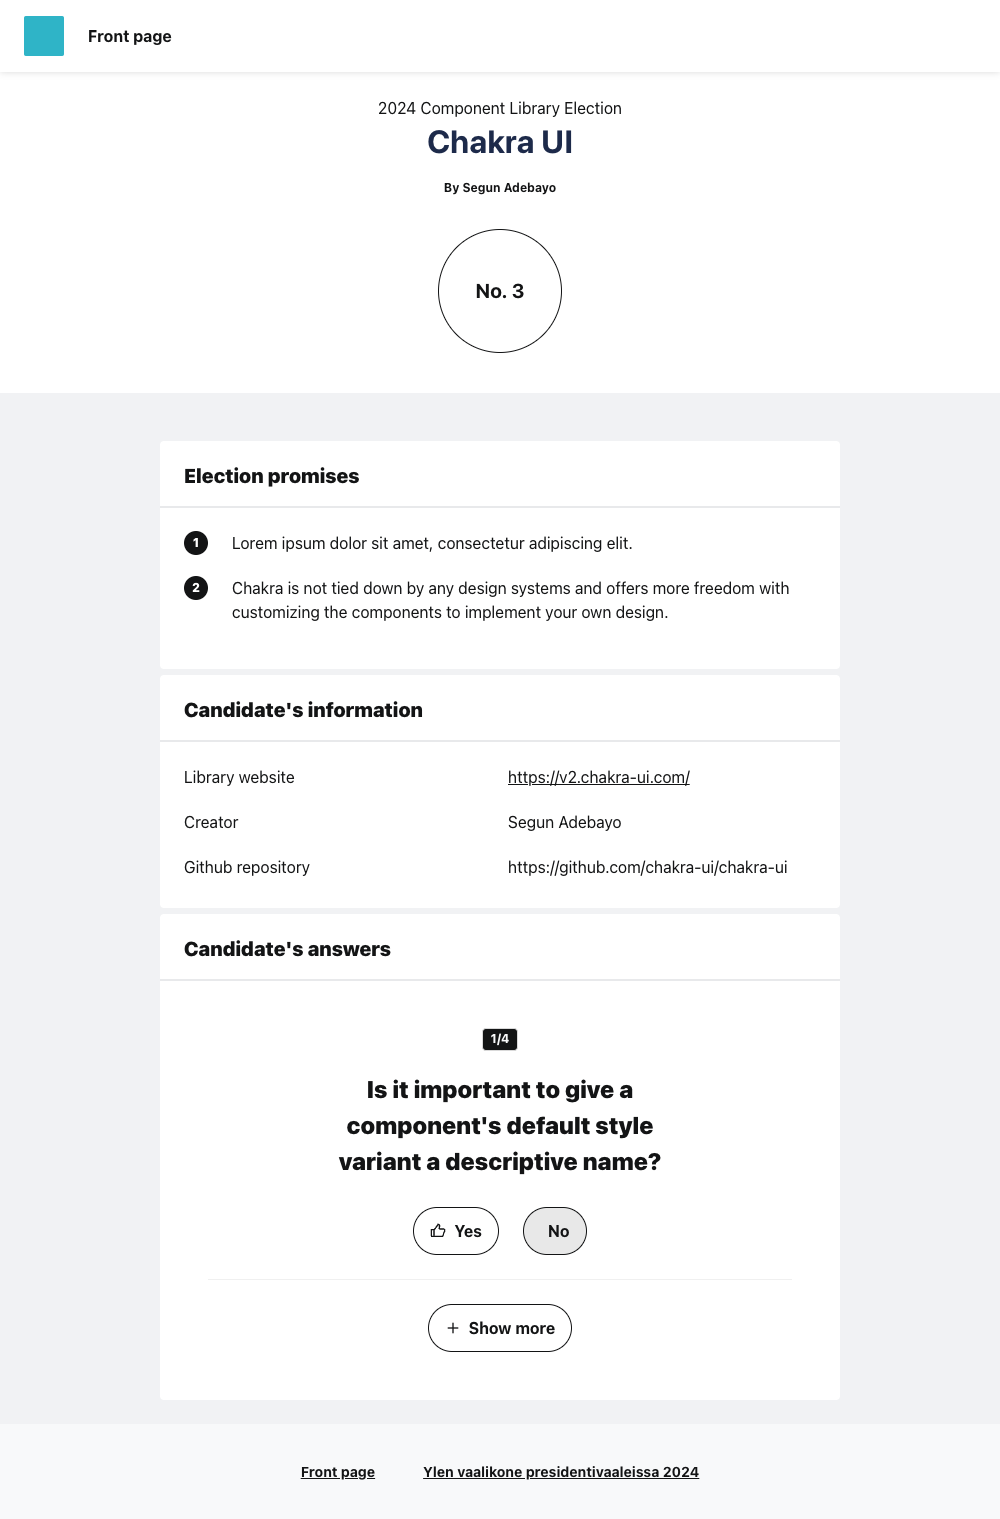 Front page
2024 Component Library Election
Chakra UI
By Segun Adebayo
No. 3
Election promises
1 Lorem ipsum dolor sit amet, consectetur adipiscing elit.
2 Chakra is not tied down by any design systems and offers more freedom with
customizing the components to implement your own design.
Candidate's information
Library website https://v2.chakra-ui.com/
Creator Segun Adebayo
Github repository https://github.com/chakra-ui/chakra-ui
Candidate's answers
1/4
Is it important to give a
component's default style
variant a descriptive name?
Yes No
Show more
Front page Ylen vaalikone presidentivaaleissa 2024